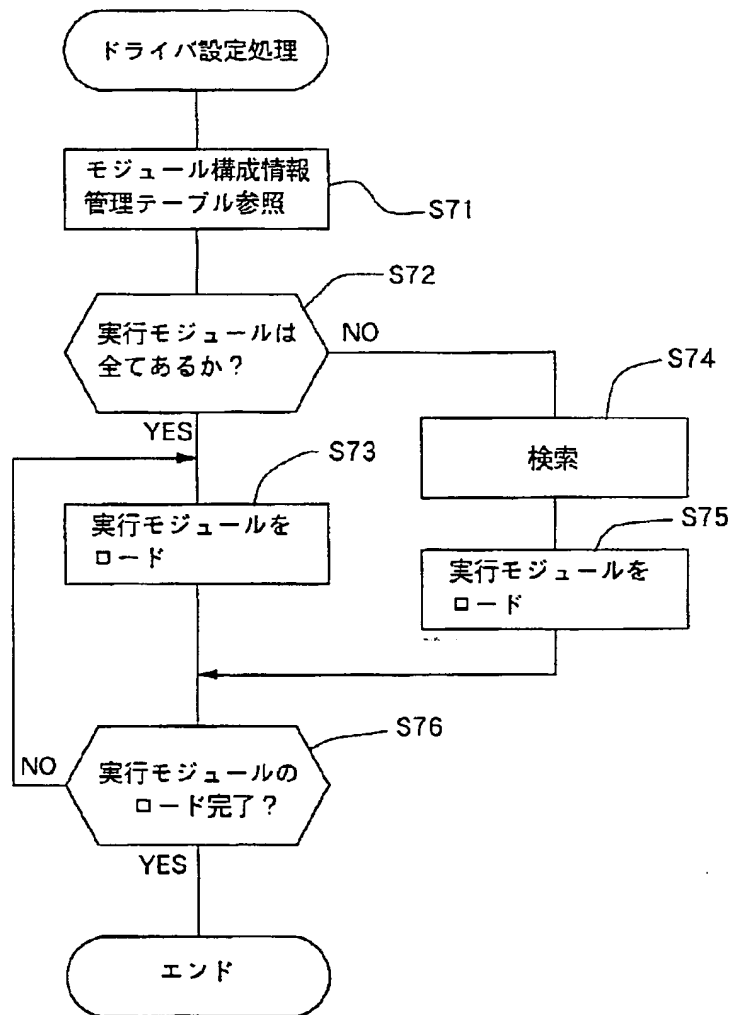 ドライバ設定処理
モジュール構成情報
管理テーブル参照
S71
S72
実行モジュールは
全てあるか？
NO
YES
S74
検索
S73
実行モジュールを
ロード
S75
実行モジュールを
ロード
S76
実行モジュールの
ロード完了？
NO
YES
エンド